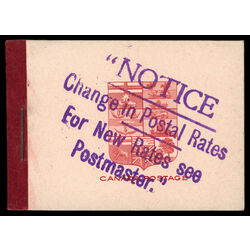 "NOTICE
Change in Postal Rates
For New Rates see
Postmaster."
CANADA POSTAGE